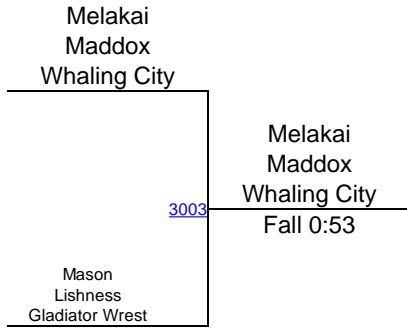 Melakai
Maddox
Whaling City
Melakai
Maddox
Whaling City
3003
Fall 0:53
Mason
Lishness
Gladiator Wrest